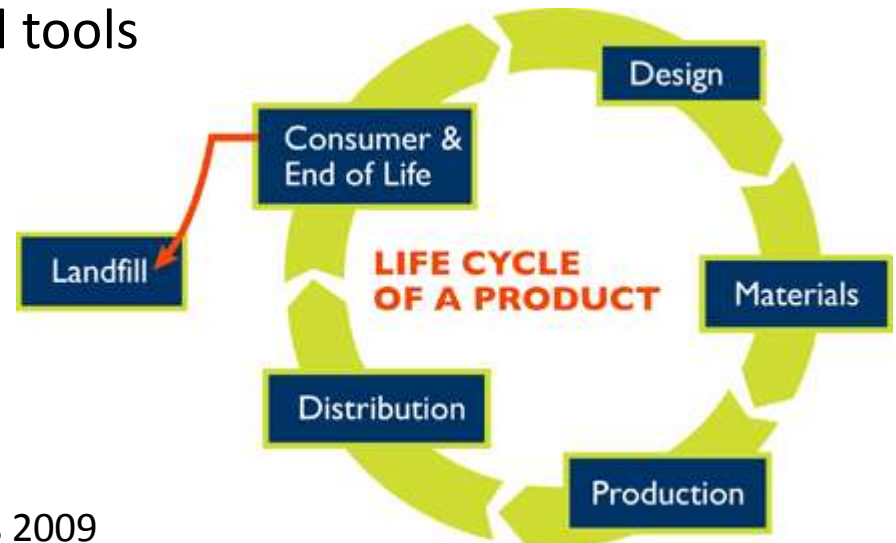 tools
Design
Consumer &
End of Life
Landfill
LIFE CYCLE
OF A PRODUCT
Materials
Distribution
Production
2009